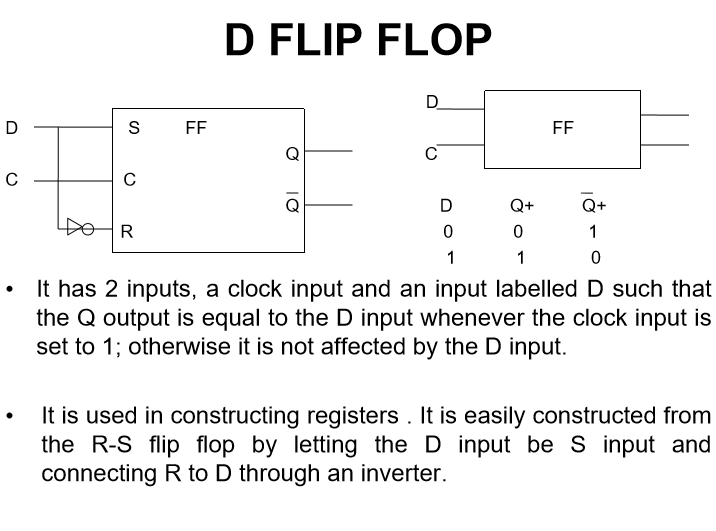 D FLIP FLOP
D
C
S FF
C
R
Q
Q̅
D
C
FF
D Q+ Q̅+
0 0 1
1 1 0
• It has 2 inputs, a clock input and an input labelled D such that
the Q output is equal to the D input whenever the clock input is
set to 1; otherwise it is not affected by the D input.
• It is used in constructing registers . It is easily constructed from
the R-S flip flop by letting the D input be S input and
connecting R to D through an inverter.